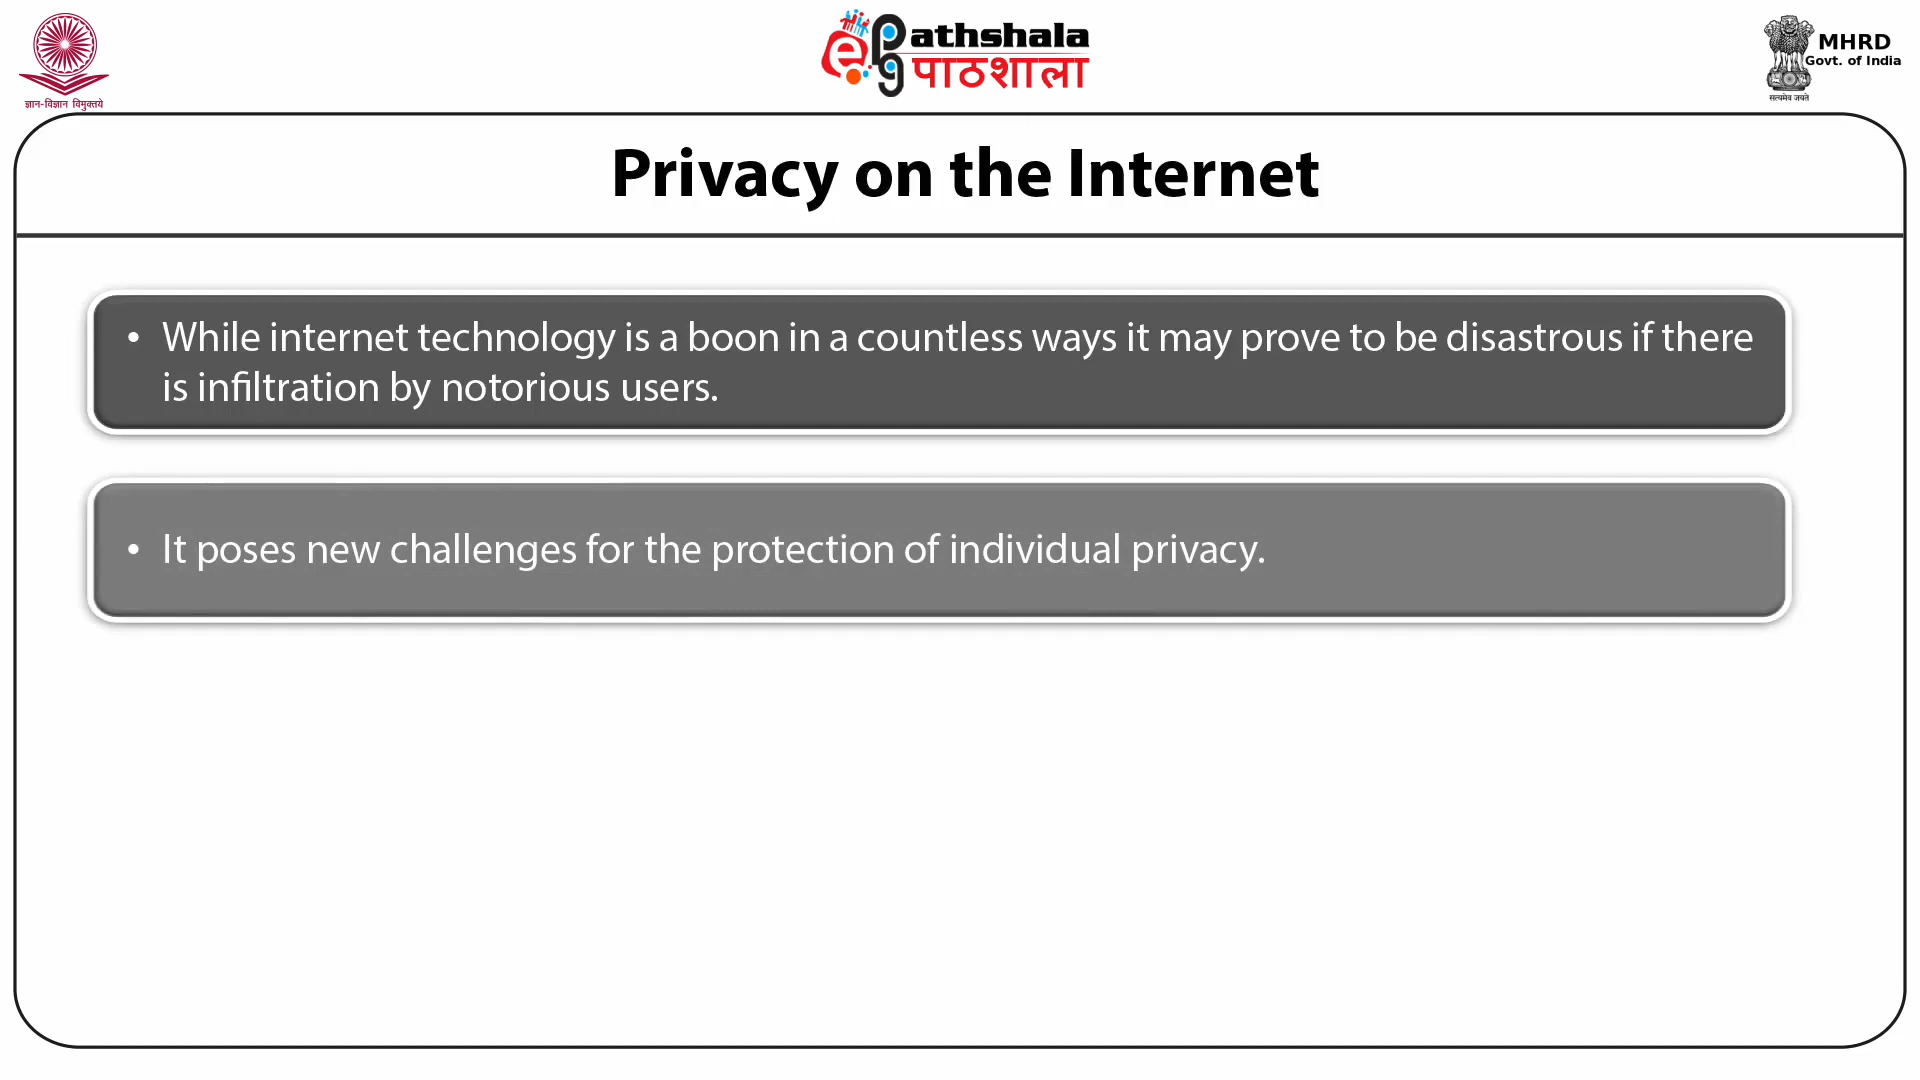 ज्ञान-विज्ञान विमुक्तये
ePathshala
पाठशाला
MHRD
Govt. of India
सत्यमेव जयते
Privacy on the Internet
• While internet technology is a boon in a countless ways it may prove to be disastrous if there
is infiltration by notorious users.
• It poses new challenges for the protection of individual privacy.